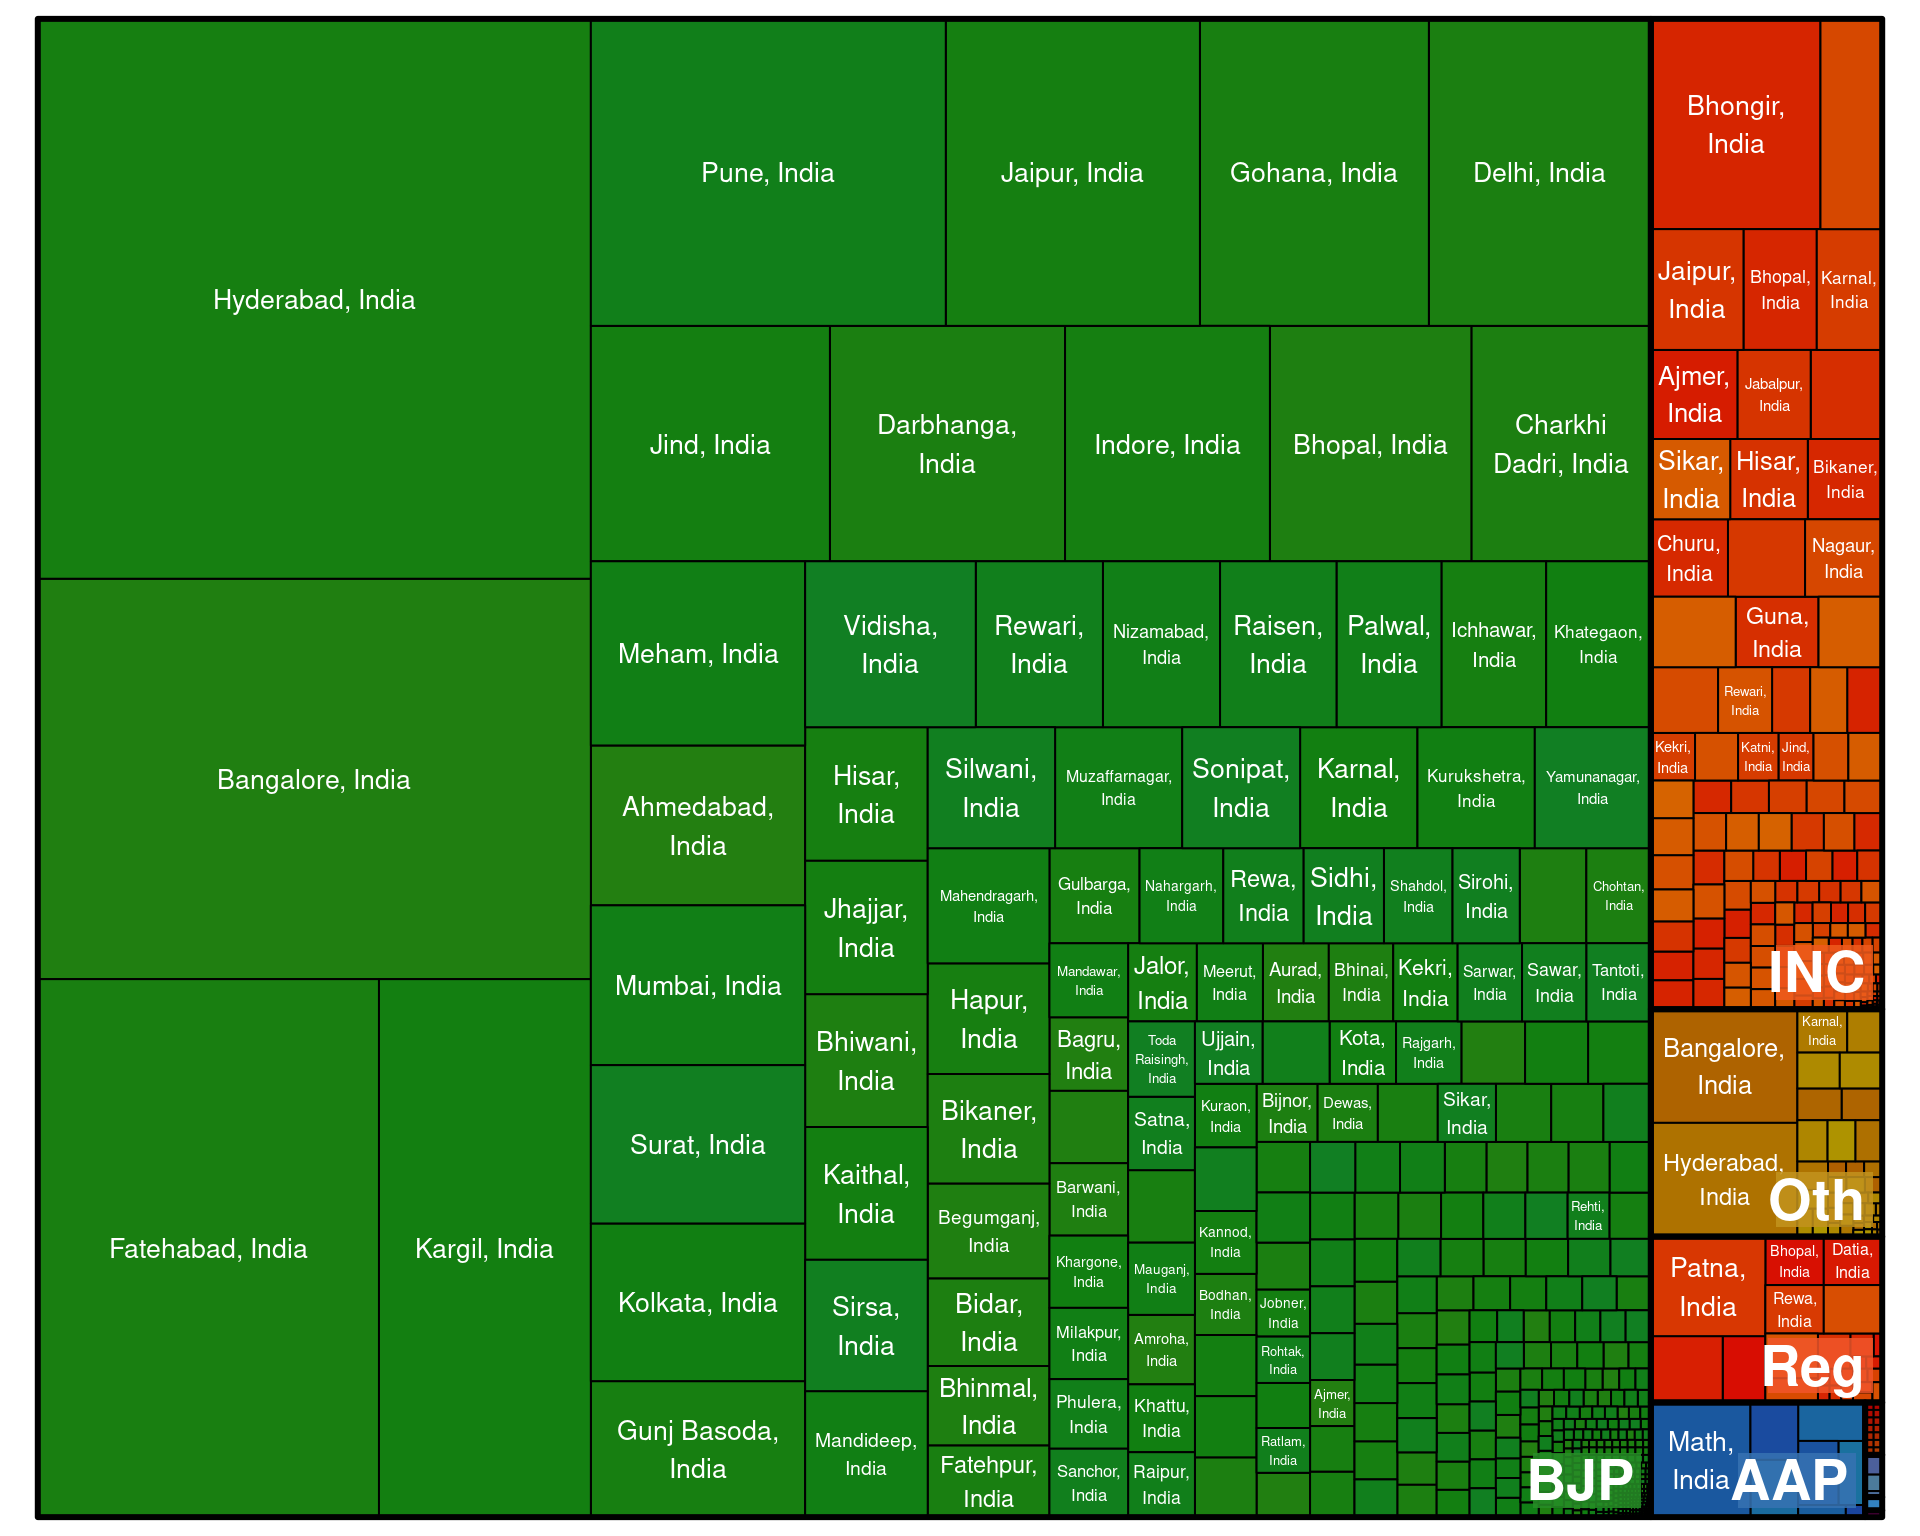 Hyderabad, India
Bangalore, India
Fatehabad, India
Kargil, India
Pune, India
Jaipur, India
Gohana, India
Delhi, India
Jind, India
Darbhanga,
India
Indore, India
Bhopal, India
Charkhi
Dadri, India
Meham, India
Ahmedabad,
India
Mumbai, India
Surat, India
Kolkata, India
Gunj Basoda,
India
Vidisha,
India
Rewari,
India
Nizamabad,
India
Raisen,
India
Palwal,
India
Ichhawar,
India
Khategaon,
India
Hisar,
India
Jhajjar,
India
Bhiwani,
India
Kaithal,
India
Sirsa,
India
Mandideep,
India
Silwani,
India
Muzaffarnagar,
India
Sonipat,
India
Karnal,
India
Kurukshetra,
India
Yamunanagar,
India
Mahendragarh,
India
Hapur,
India
Bikaner,
India
Begumganj,
India
Bidar,
India
Bhinmal,
India
Fatehpur,
India
Gulbarga,
India
Nahargarh,
India
Rewa,
India
Sidhi,
India
Shahdol,
India
Sirohi,
India
Chohtan,
India
Mandawar,
India
Jalor,
India
Meerut,
India
Aurad,
India
Bhinai,
India
Kekri,
India
Sarwar,
India
Sawar,
India
Tantoti,
India
Bagru,
India
Barwani,
India
Khargone,
India
Milakpur,
India
Phulera,
India
Sanchor,
India
Toda
Raisingh,
India
Satna,
India
Mauganj,
India
Amroha,
India
Khattu,
India
Raipur,
India
Ujjain,
India
Kota,
India
Rajgarh,
India
Kuraon,
India
Kannod,
India
Bodhan,
India
Bijnor,
India
Dewas,
India
Sikar,
India
Rehti,
India
Jobner,
India
Rohtak,
India
Ratlam,
India
Ajmer,
India
BJP
Bhongir,
India
Jaipur,
India
Bhopal,
India
Karnal,
India
Ajmer,
India
Jabalpur,
India
Sikar,
India
Hisar,
India
Bikaner,
India
Churu,
India
Nagaur,
India
Guna,
India
Rewari,
India
Kekri,
India
Katni,
India
Jind,
India
INC
Bangalore,
India
Karnal,
India
Hyderabad,
India
Oth
Patna,
India
Bhopal,
India
Datia,
India
Rewa,
India
Reg
Math,
India
AAP